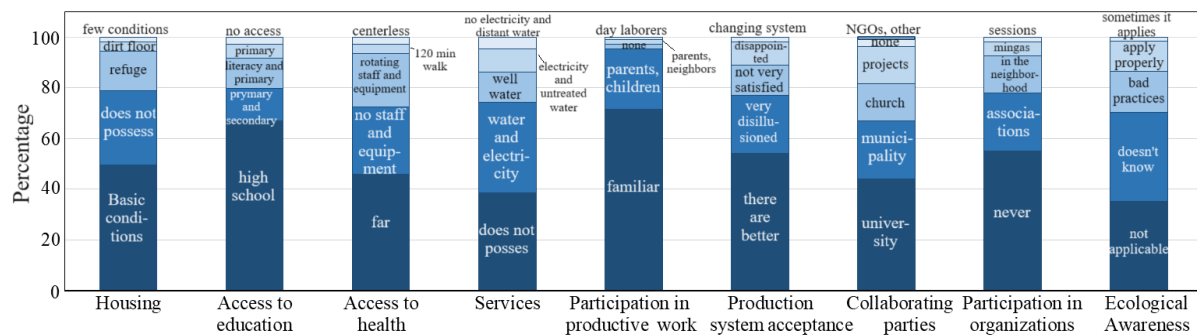 few conditions
no access
centerless
no electricity and
distant water
day laborers
changing system
NGOs, other
sessions
sometimes it
applies
100
80
60
40
20
0
Percentage
dirt floor
refuge
does not
possess
Basic
condi-
tions
primary
literacy and
primary
prymary and
secondary
high
school
120 min
walk
rotating
staff and
equipment
no staff
and
equip-
ment
far
electricity
and
untreated
water
well
water
water
and
electri-
city
does not
posses
none
parents,
neighbors
parents,
children
familiar
disappoin-
ted
not very
satisfied
very
disillu-
sioned
there
are
better
none
projects
church
munici-
pality
univer-
sity
mingas
in the
neighbor-
hood
associa-
tions
never
apply
properly
bad
practices
doesn't
know
not
applicable
Housing
Access to
education
Access to
health
Services
Participation in
productive work
Production
system acceptance
Collaborating
parties
Participation in
organizations
Ecological
Awareness